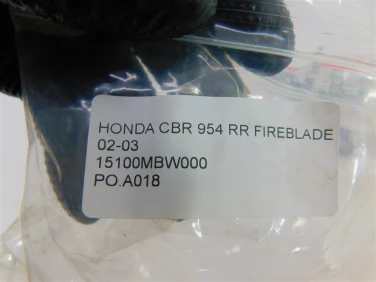 HONDA CBR 954 RR FIREBLADE
02-03
15100MBW000
PO.A018